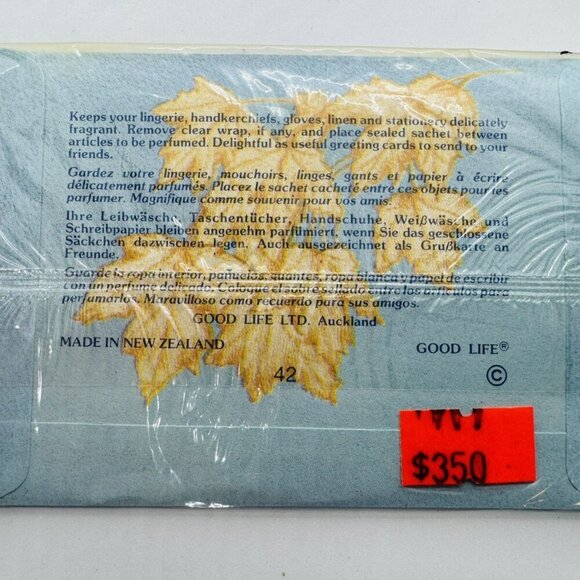 Keeps your lingerie, handkerchiefs, gloves, linen and stationery delicately
fragrant. Remove clear wrap, if any, and place sealed sachet between
articles to be perfumed. Delightful as useful greeting cards to send to your
friends.
Gardez votre lingerie, mouchoirs, linges, gants et papier à écrire
délicatement parfumés. Placez le sachet cacheté entre ces objets pour les
parfumer. Magnifique comme souvenir pour vos amis.
Ihre Leibwäsche, Taschentücher, Handschuhe, Weißwäsche und
Schreibpapier bleiben angenehm parfümiert, wenn Sie das geschlossene
Säckchen dazwischen legen. Auch ausgezeichnet als Grußkarte an
Freunde.
Guarde la ropa interior, pañuelos, guantes, ropa blanca y papel de escribir
con un perfume delicado. Coloque el sobre sellado entre los artículos para
perfumarlos. Maravilloso como recuerdo para sus amigos.
GOOD LIFE LTD. Auckland
MADE IN NEW ZEALAND
GOOD LIFE®
42
©
$350